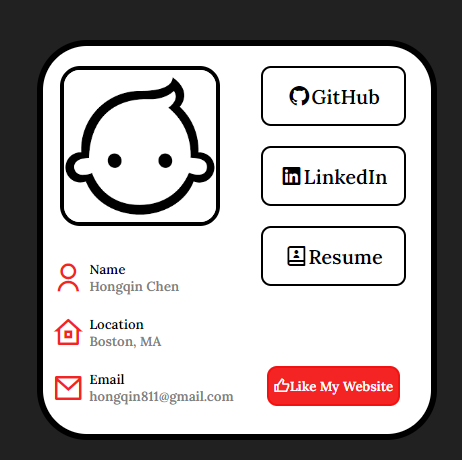 GitHub
LinkedIn
Resume
Name
Hongqin Chen
Location
Boston, MA
Email
hongqin811@gmail.com
Like My Website